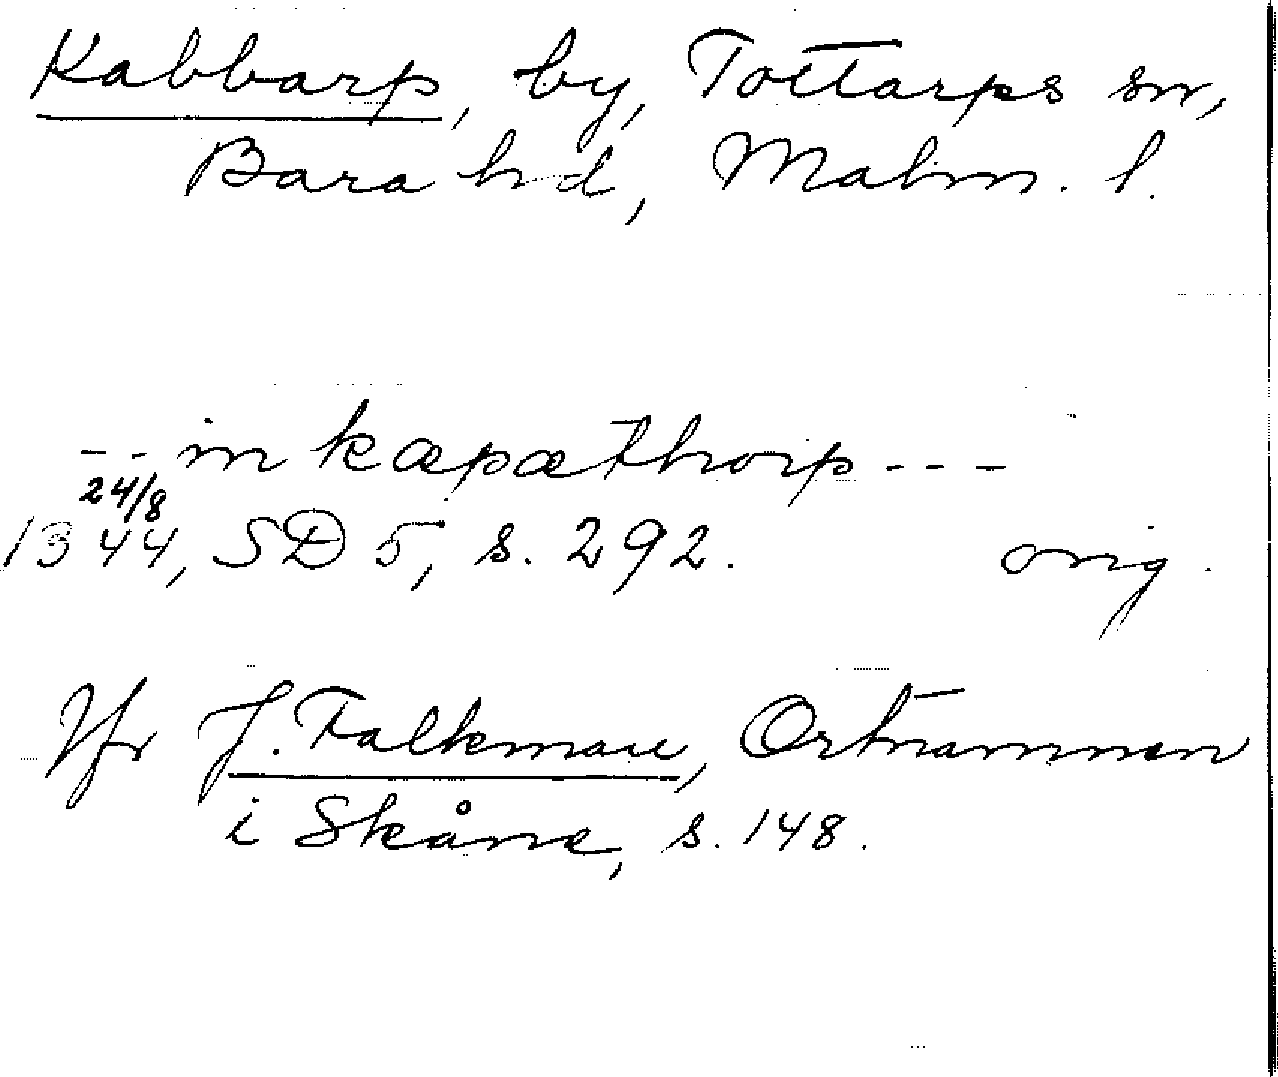 Kabbarp, by, Tottarps sn,
Bara hd, Malm. l.
-- in kæpæthorp ---
24/8
1344, SD 5, s. 292. orig.
Jfr J. Falkman, Ortnamnen
i Skåne, s. 148.